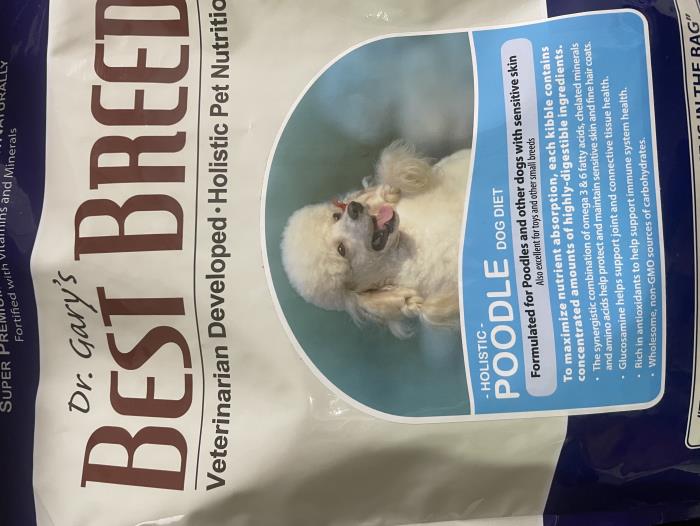 SUPER PREMIUM
NATURALLY
Fortified with Vitamins and Minerals
Dr. Gary's
BEST BREED
Veterinarian Developed · Holistic Pet Nutrition
- HOLISTIC -
POODLE DOG DIET
Formulated for Poodles and other dogs with sensitive skin
Also excellent for toys and other small breeds
To maximize nutrient absorption, each kibble contains
concentrated amounts of highly-digestible ingredients.
• The synergistic combination of omega 3 & 6 fatty acids, chelated minerals
and amino acids help protect and maintain sensitive skin and fine hair coats.
• Glucosamine helps support joint and connective tissue health.
• Rich in antioxidants to help support immune system health.
• Wholesome, non-GMO sources of carbohydrates.
IN THE BAG"